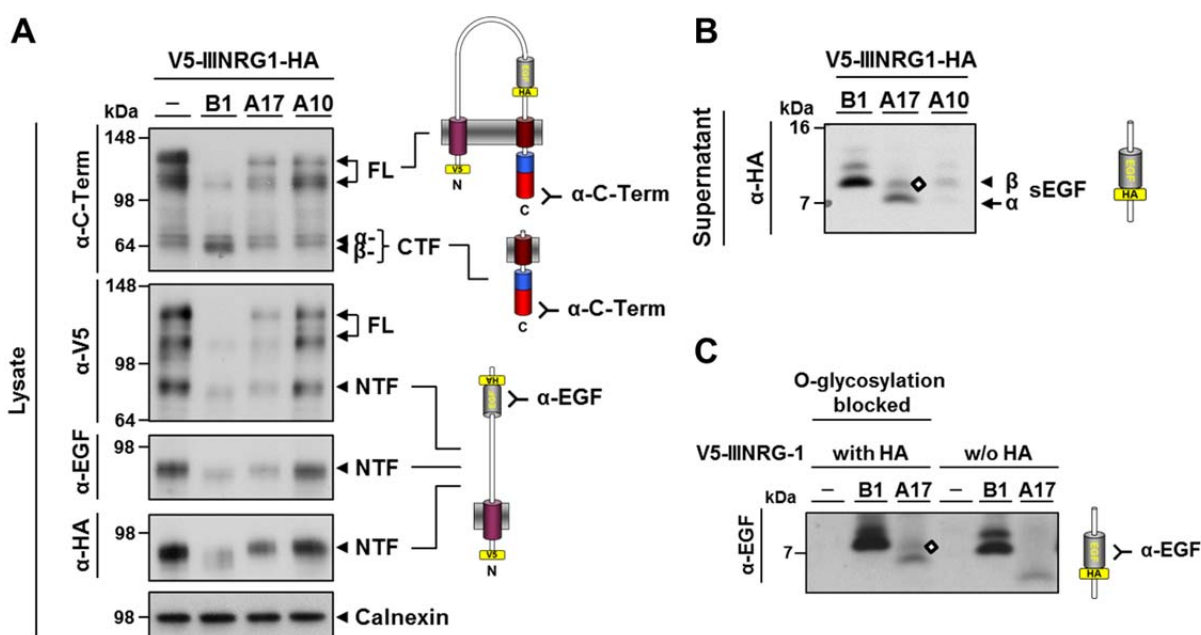 A
V5-IIINRG1-HA
kDa – B1 A17 A10
148
98
64
α-C-Term
FL
α-
β-
CTF
EGF
HA
V5
N
C
α-C-Term
C
α-C-Term
Lysate
148
98
64
α-V5
FL
NTF
98
α-EGF
NTF
98
α-HA
NTF
98
Calnexin
HA
EGF
α-EGF
V5
N
B
V5-IIINRG1-HA
kDa B1 A17 A10
16
7
Supernatant
α-HA
β
α
sEGF
EGF
HA
C
O-glycosylation
blocked
V5-IIINRG-1 with HA w/o HA
kDa – B1 A17 – B1 A17
7
α-EGF
EGF
HA
α-EGF